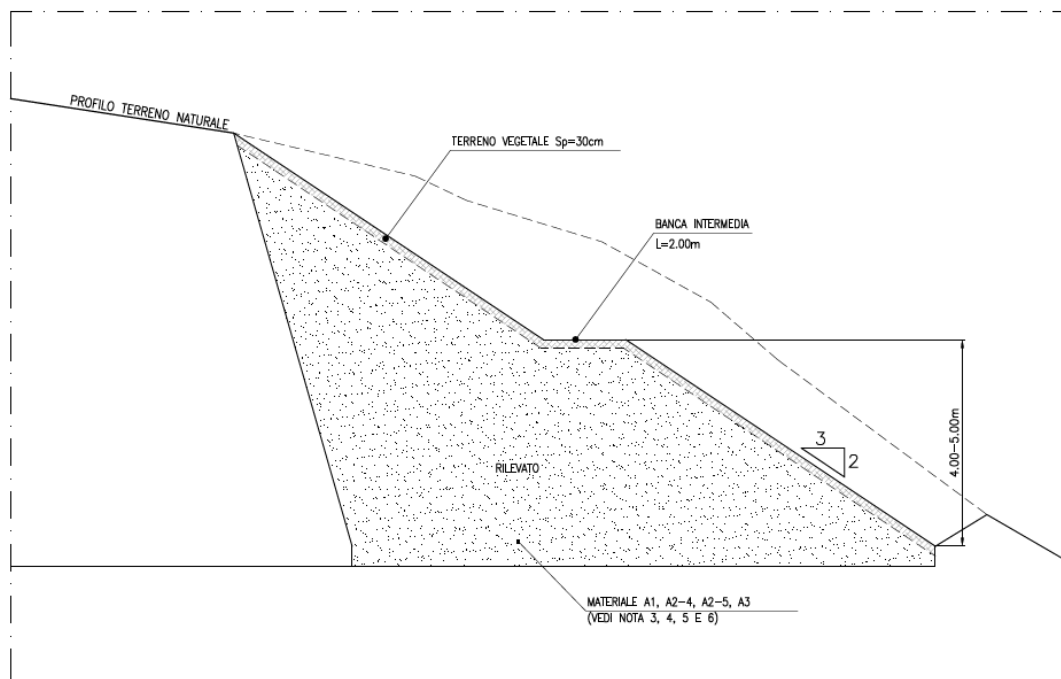 PROFILO TERRENO NATURALE
TERRENO VEGETALE Sp=30cm
BANCA INTERMEDIA
L=2.00m
3
2
4.00-5.00m
RILEVATO
MATERIALE A1, A2-4, A2-5, A3
(VEDI NOTA 3, 4, 5 E 6)